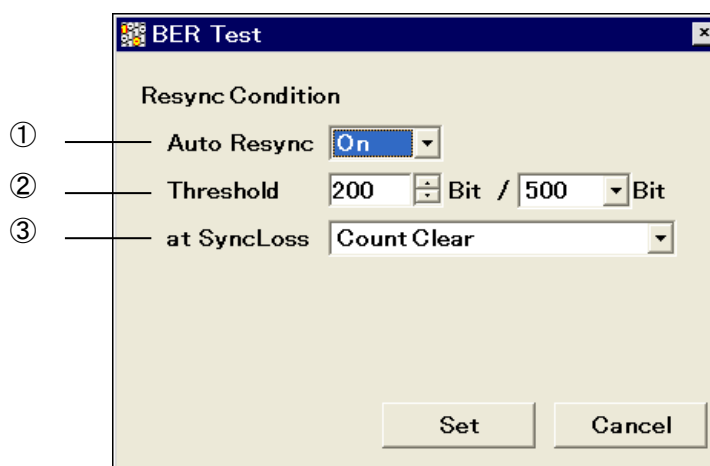 BER Test
Resync Condition
① Auto Resync On
② Threshold 200 Bit / 500 Bit
③ at SyncLoss Count Clear
Set Cancel